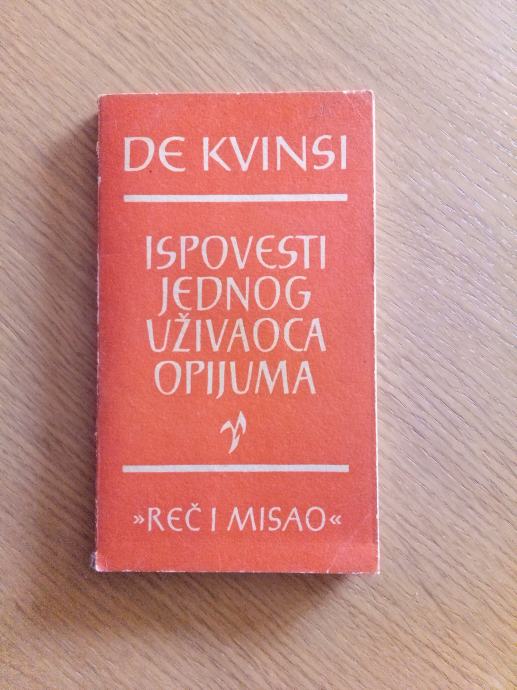 DE KVINSI
ISPOVESTI
JEDNOG
UŽIVAOCA
OPIJUMA
»REČ I MISAO«